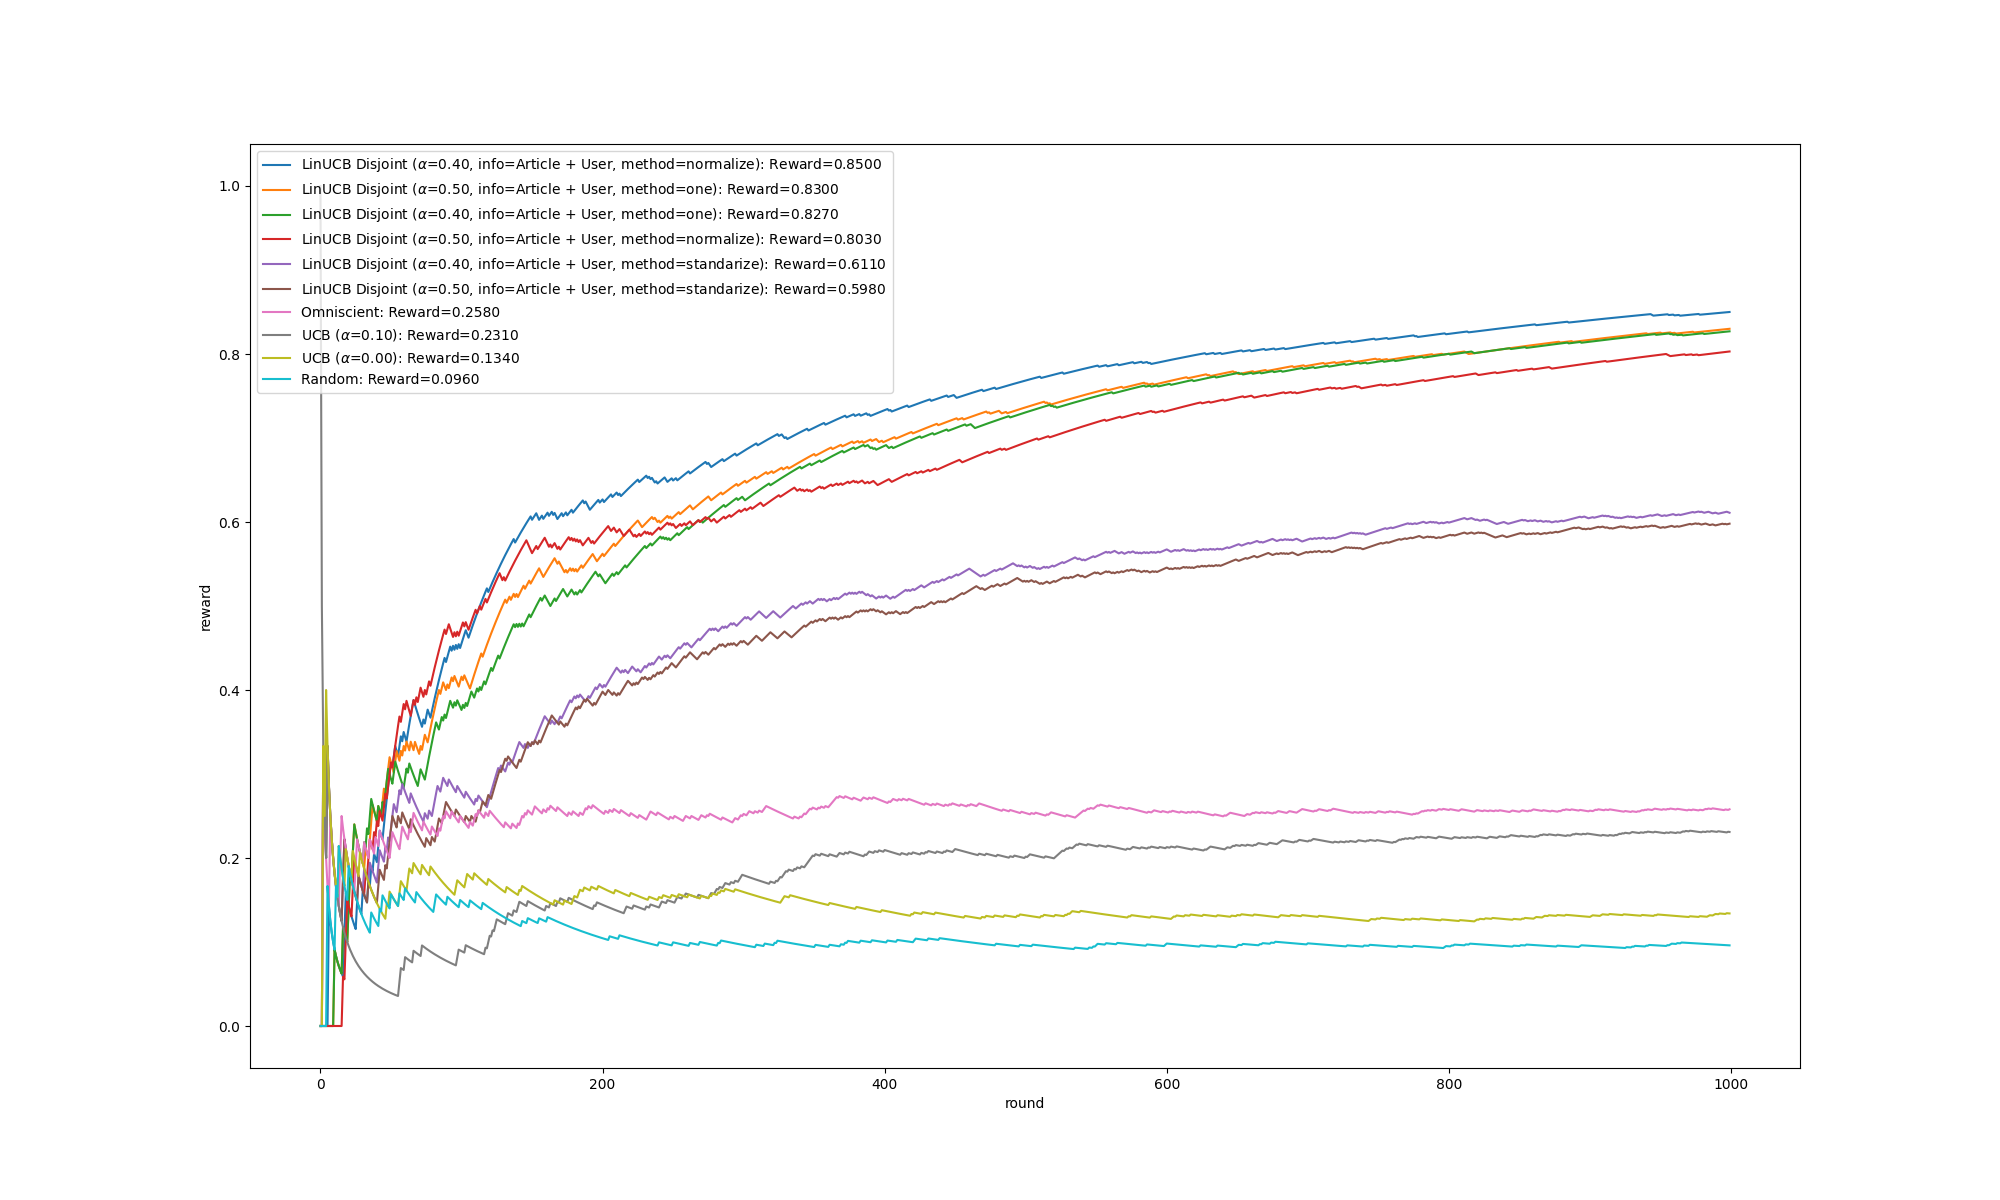 LinUCB Disjoint (α=0.40, info=Article + User, method=normalize): Reward=0.8500
LinUCB Disjoint (α=0.50, info=Article + User, method=one): Reward=0.8300
LinUCB Disjoint (α=0.40, info=Article + User, method=one): Reward=0.8270
LinUCB Disjoint (α=0.50, info=Article + User, method=normalize): Reward=0.8030
LinUCB Disjoint (α=0.40, info=Article + User, method=standarize): Reward=0.6110
LinUCB Disjoint (α=0.50, info=Article + User, method=standarize): Reward=0.5980
Omniscient: Reward=0.2580
UCB (α=0.10): Reward=0.2310
UCB (α=0.00): Reward=0.1340
Random: Reward=0.0960
1.0
0.8
0.6
0.4
0.2
0.0
reward
0 200 400 600 800 1000
round